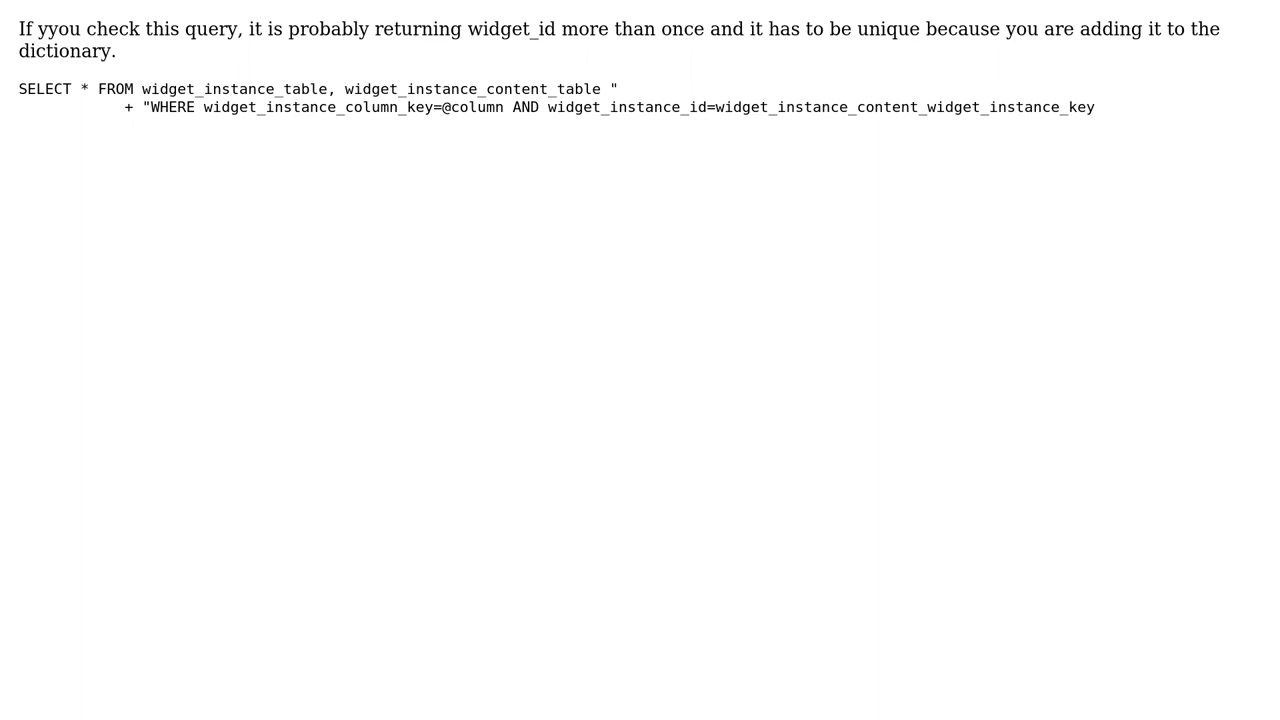 If yyou check this query, it is probably returning widget_id more than once and it has to be unique because you are adding it to the
dictionary.
SELECT * FROM widget_instance_table, widget_instance_content_table "
            + "WHERE widget_instance_column_key=@column AND widget_instance_id=widget_instance_content_widget_instance_key